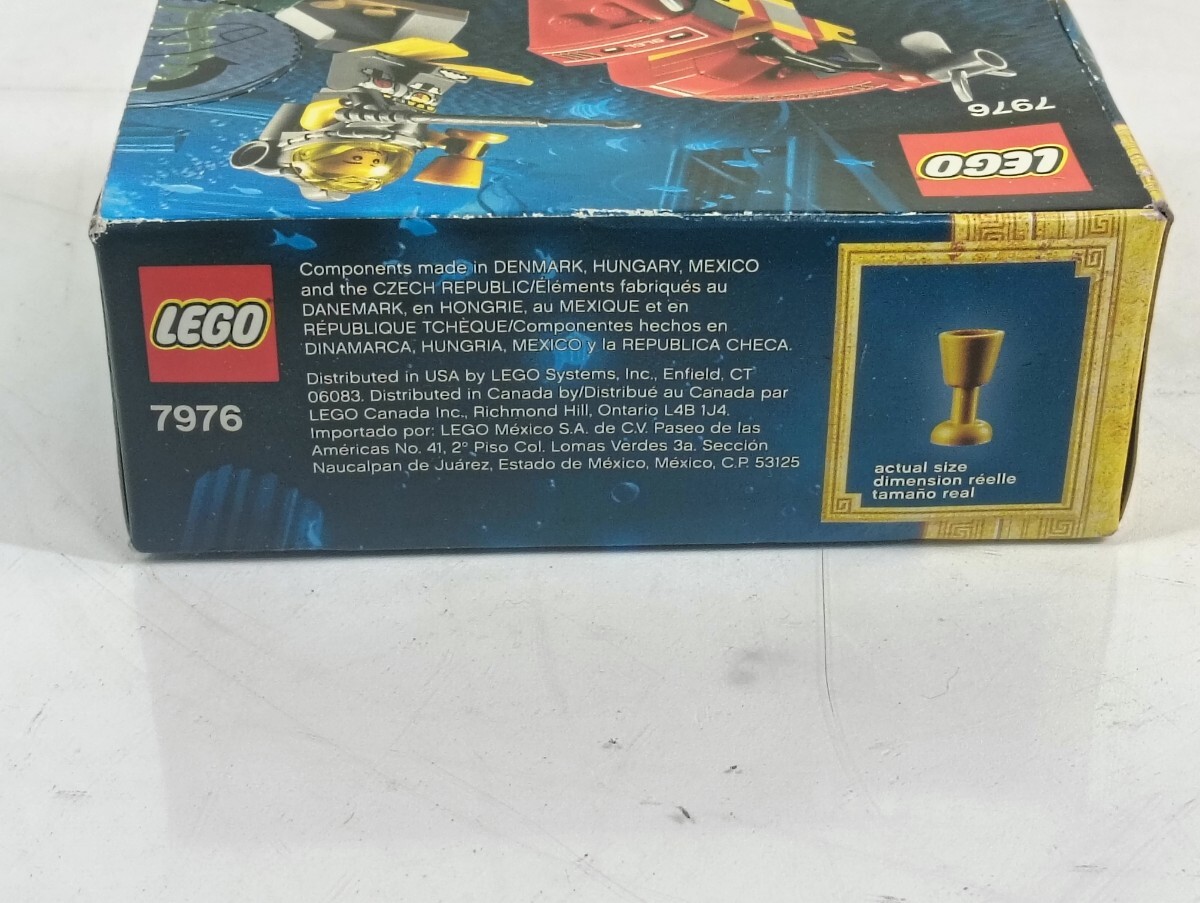 7976
LEGO
LEGO
7976
Components made in DENMARK, HUNGARY, MEXICO
and the CZECH REPUBLIC/Éléments fabriqués au
DANEMARK, en HONGRIE, au MEXIQUE et en
RÉPUBLIQUE TCHÈQUE/Componentes hechos en
DINAMARCA, HUNGRIA, MEXICO y la REPUBLICA CHECA.
Distributed in USA by LEGO Systems, Inc., Enfield, CT
06083. Distributed in Canada by/Distribué au Canada par
LEGO Canada Inc., Richmond Hill, Ontario L4B 1J4.
Importado por: LEGO México S.A. de C.V. Paseo de las
Américas No. 41, 2º Piso Col. Lomas Verdes 3a. Sección
Naucalpan de Juárez, Estado de México, México, C.P. 53125
actual size
dimension réelle
tamaño real